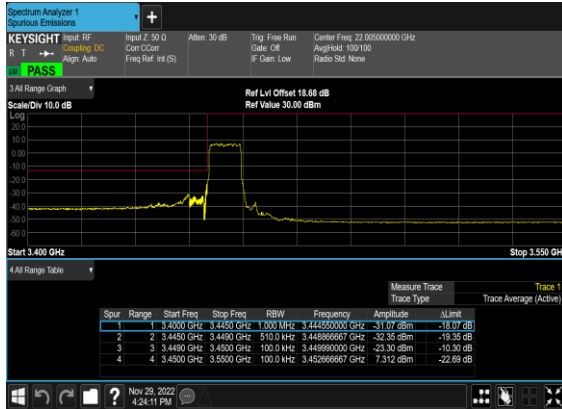 Spectrum Analyzer 1
Spurious Emissions
KEYSIGHT Input: RF Input Z: 50 Ω Atten: 30 dB Trig: Free Run Center Freq: 22.005000000 GHz
R T Coupling: DC Corr CCorr Gate: Off Avg|Hold: 100/100
Align: Auto Freq Ref: Int (S) IF Gain: Low Radio Std: None
PASS
3 All Range Graph
Ref Lvl Offset 18.68 dB
Scale/Div 10.0 dB Ref Value 30.00 dBm
Log
20.0
10.0
0.00
-10.0
-20.0
-30.0
-40.0
-50.0
-60.0
Start 3.400 GHz Stop 3.550 GH
4 All Range Table
Measure Trace Trace 1
Trace Type Trace Average (Active)
Spur Range Start Freq Stop Freq RBW Frequency Amplitude ΔLimit
1 1 3.4000 GHz 3.4450 GHz 1.000 MHz 3.444550000 GHz -31.07 dBm -18.07 dB
2 2 3.4450 GHz 3.4490 GHz 510.0 kHz 3.448866667 GHz -32.35 dBm -19.35 dB
3 3 3.4490 GHz 3.4500 GHz 100.0 kHz 3.449990000 GHz -23.30 dBm -10.30 dB
4 4 3.4500 GHz 3.5500 GHz 100.0 kHz 3.452666667 GHz 7.312 dBm -22.69 dB
? Nov 29, 2022
4:24:11 PM